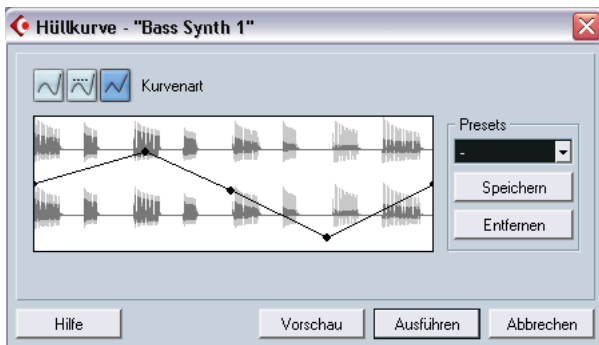 Hüllkurve - "Bass Synth 1"
Kurvenart
Presets
-
Speichern
Entfernen
Hilfe
Vorschau
Ausführen
Abbrechen